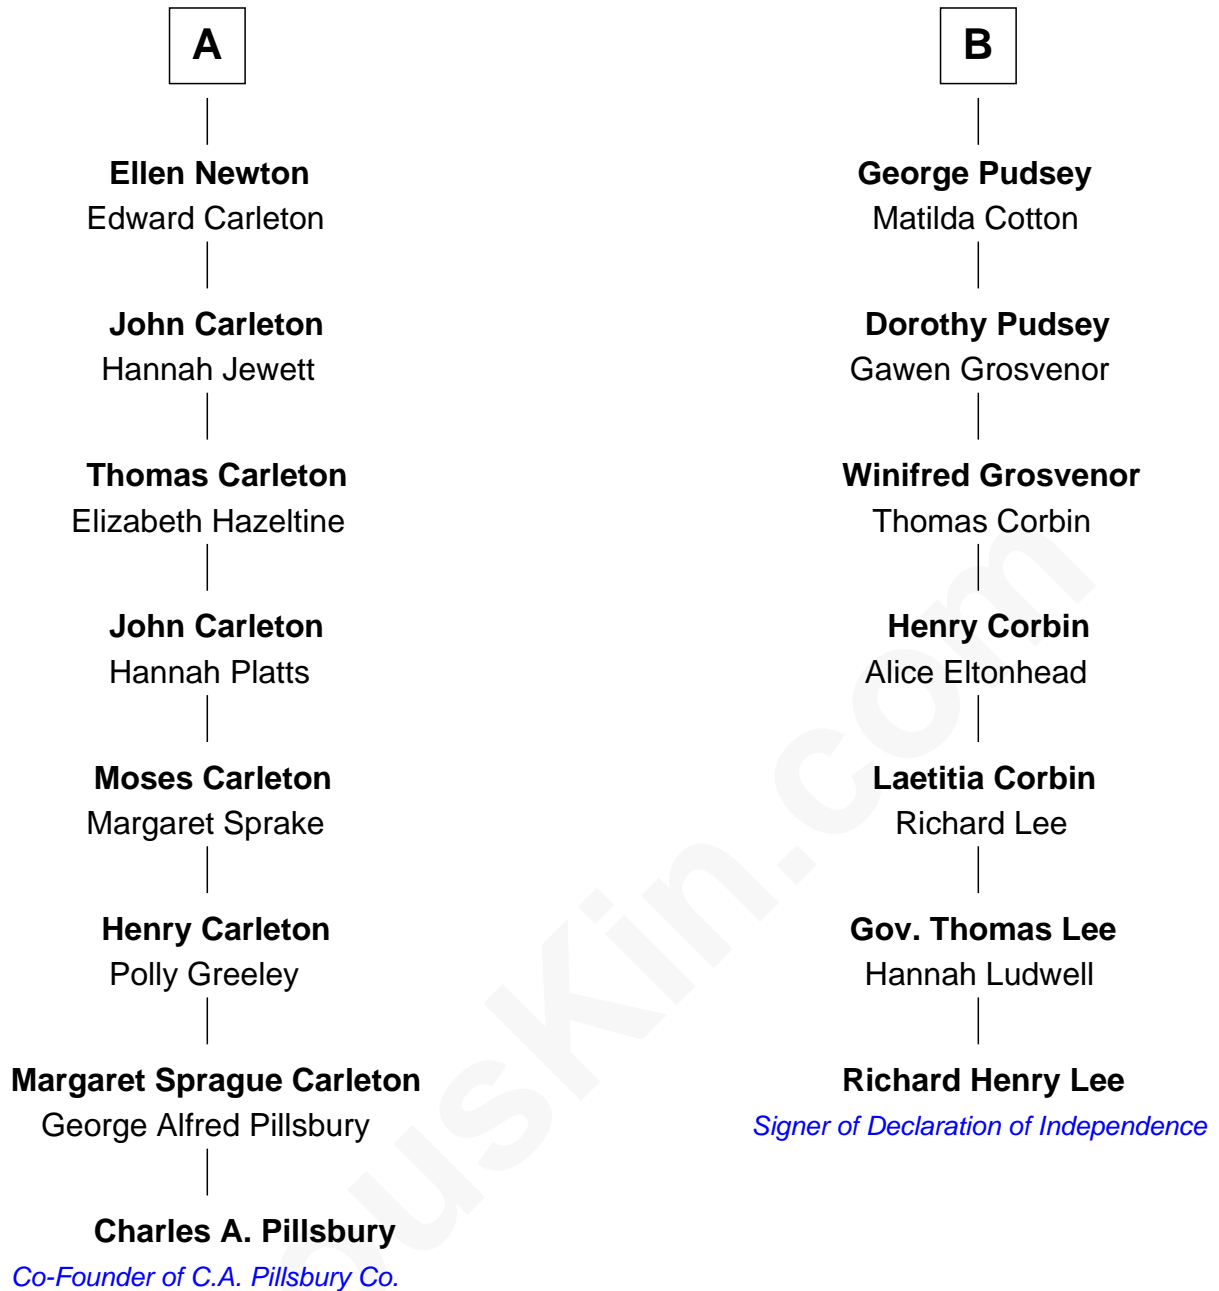 A
Ellen Newton
Edward Carleton
John Carleton
Hannah Jewett
Thomas Carleton
Elizabeth Hazeltine
John Carleton
Hannah Platts
Moses Carleton
Margaret Sprake
Henry Carleton
Polly Greeley
Margaret Sprague Carleton
George Alfred Pillsbury
Charles A. Pillsbury
Co-Founder of C.A. Pillsbury Co.
B
George Pudsey
Matilda Cotton
Dorothy Pudsey
Gawen Grosvenor
Winifred Grosvenor
Thomas Corbin
Henry Corbin
Alice Eltonhead
Laetitia Corbin
Richard Lee
Gov. Thomas Lee
Hannah Ludwell
Richard Henry Lee
Signer of Declaration of Independence
ousKin.com